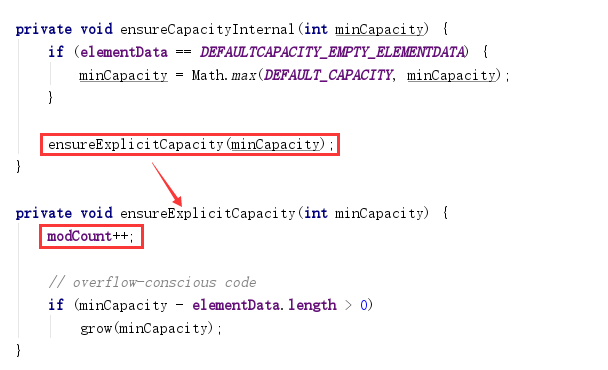 private void ensureCapacityInternal(int minCapacity) {
    if (elementData == DEFAULTCAPACITY_EMPTY_ELEMENTDATA) {
        minCapacity = Math.max(DEFAULT_CAPACITY, minCapacity);
    }
    ensureExplicitCapacity(minCapacity);
}
private void ensureExplicitCapacity(int minCapacity) {
    modCount++;
    // overflow-conscious code
    if (minCapacity - elementData.length > 0)
        grow(minCapacity);
}